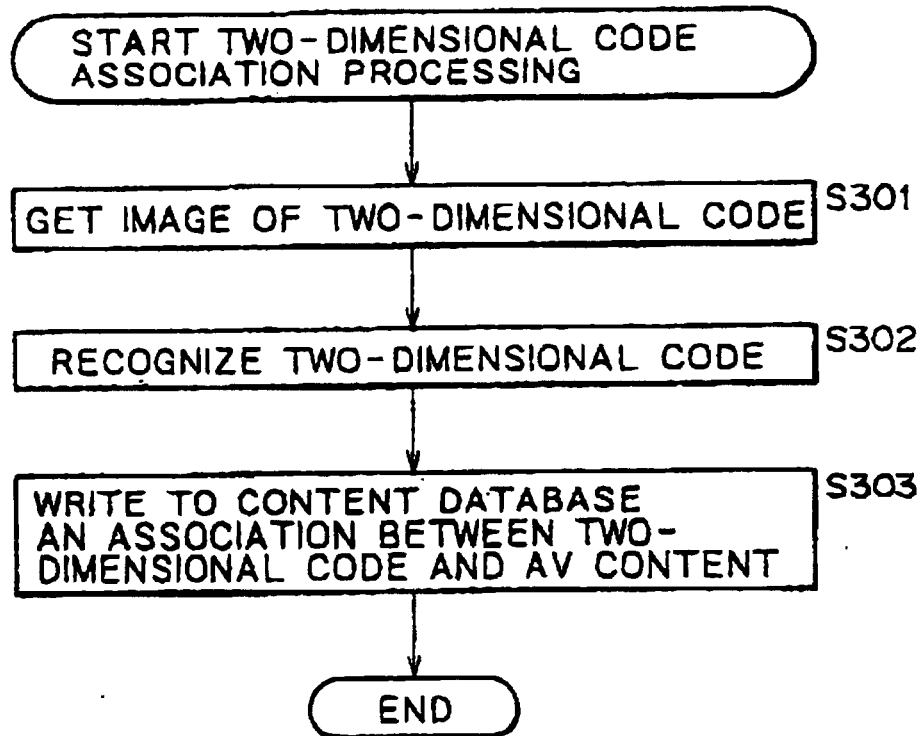 START TWO-DIMENSIONAL CODE
ASSOCIATION PROCESSING
GET IMAGE OF TWO-DIMENSIONAL CODE
S301
RECOGNIZE TWO-DIMENSIONAL CODE
S302
WRITE TO CONTENT DATABASE
AN ASSOCIATION BETWEEN TWO-
DIMENSIONAL CODE AND AV CONTENT
S303
END